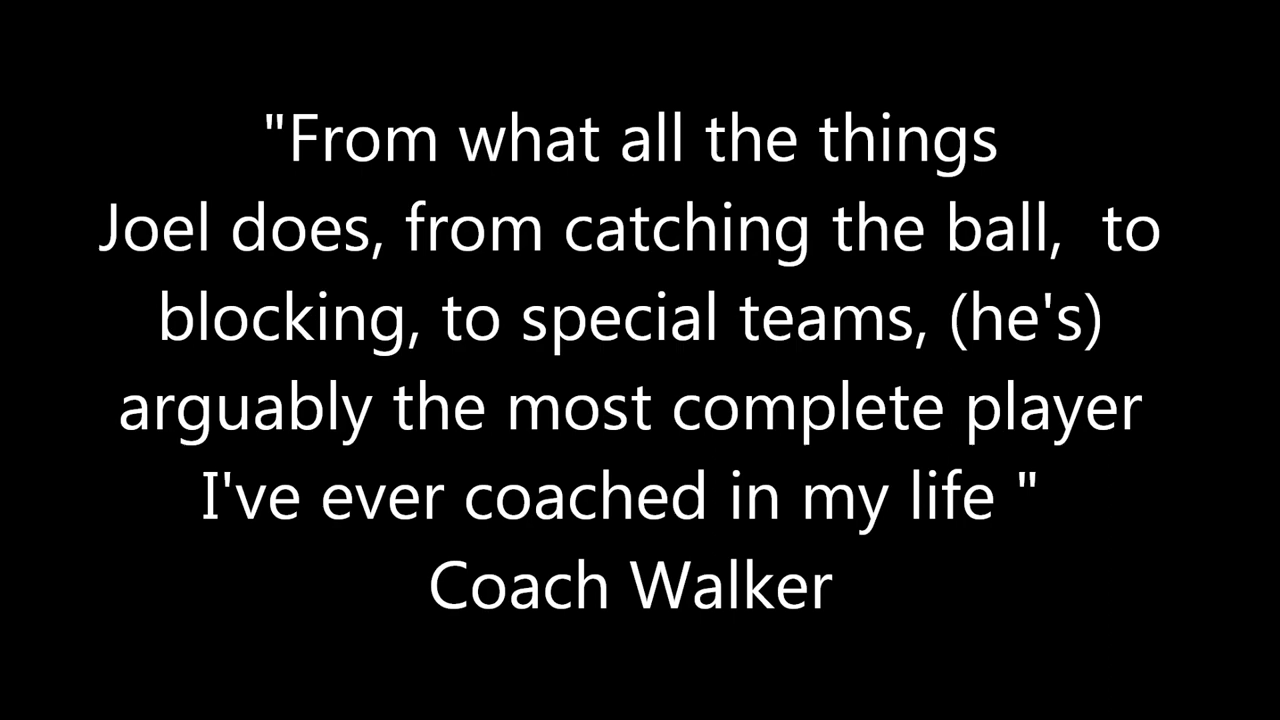 "From what all the things
Joel does, from catching the ball,  to
blocking, to special teams, (he's)
arguably the most complete player
I've ever coached in my life "
Coach Walker